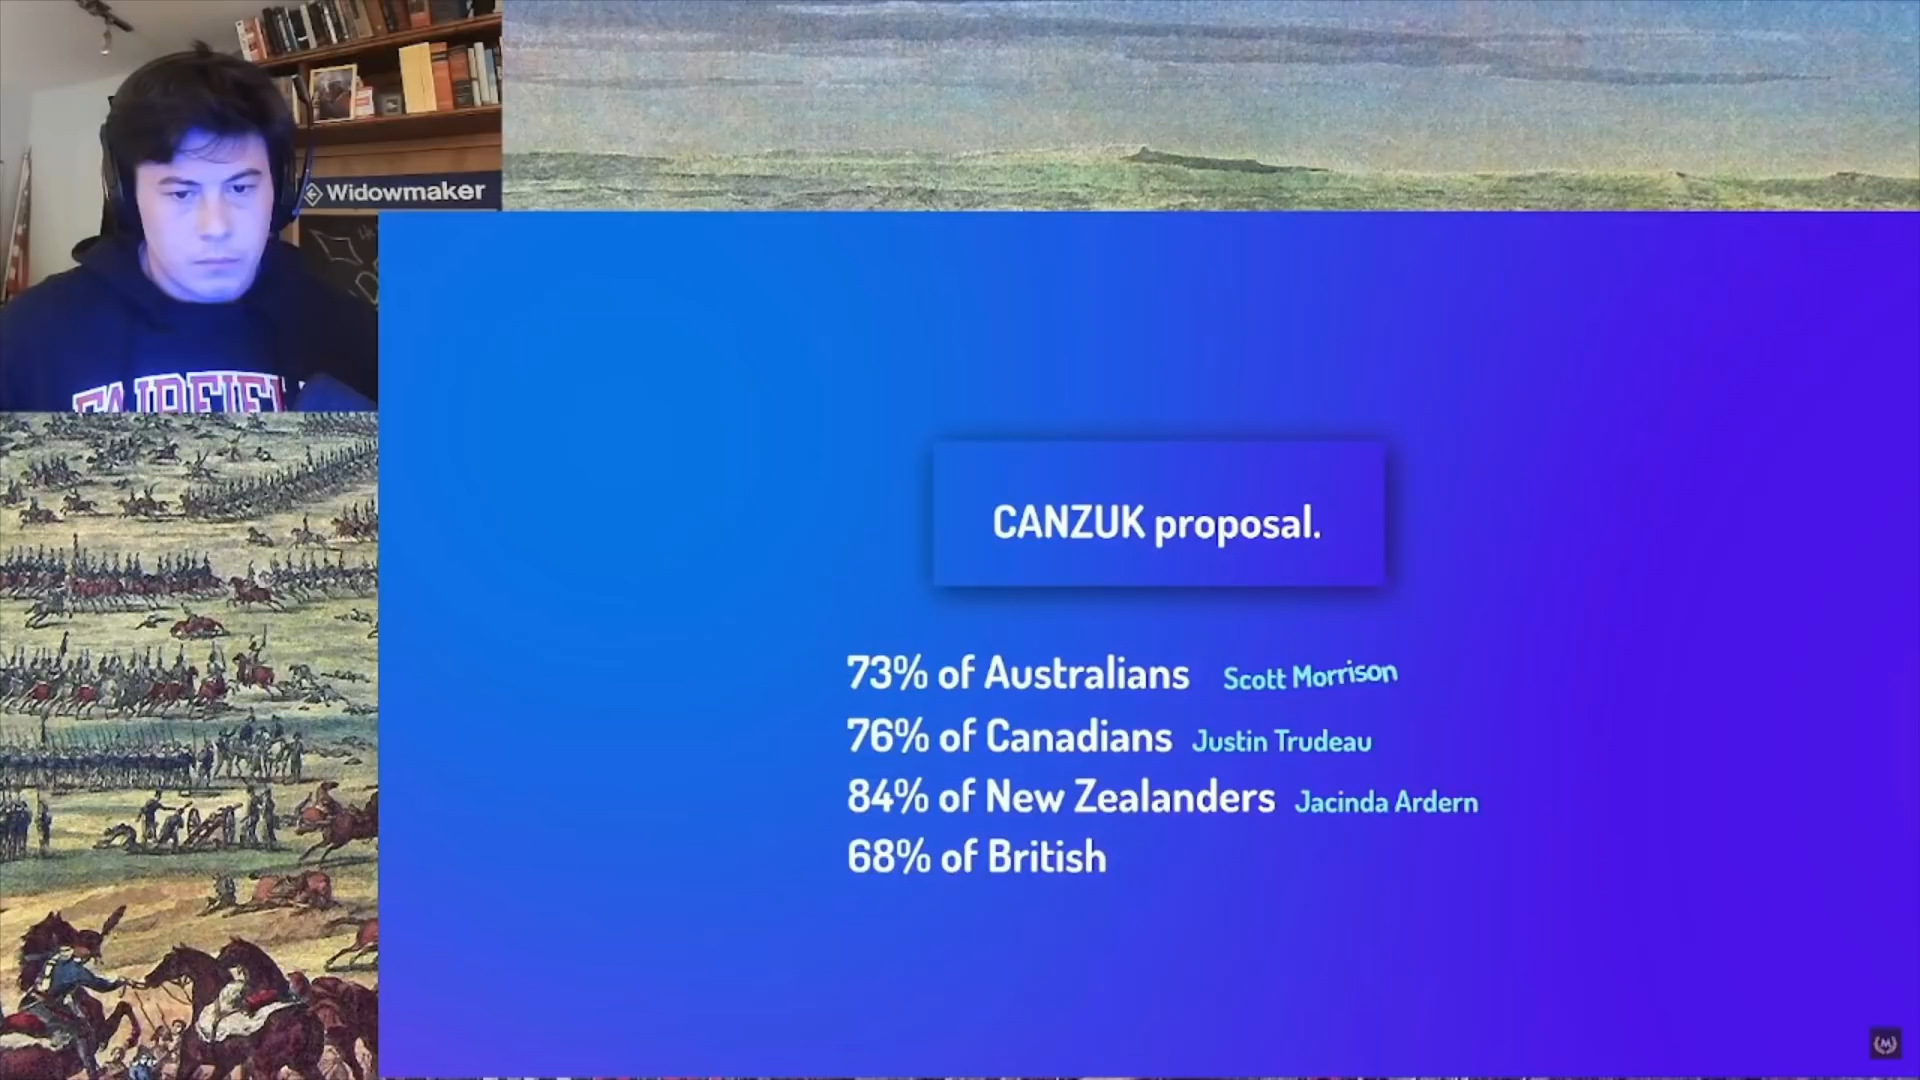 Widowmaker
FAIRFIEL
CANZUK proposal.
73% of Australians Scott Morrison
76% of Canadians Justin Trudeau
84% of New Zealanders Jacinda Ardern
68% of British